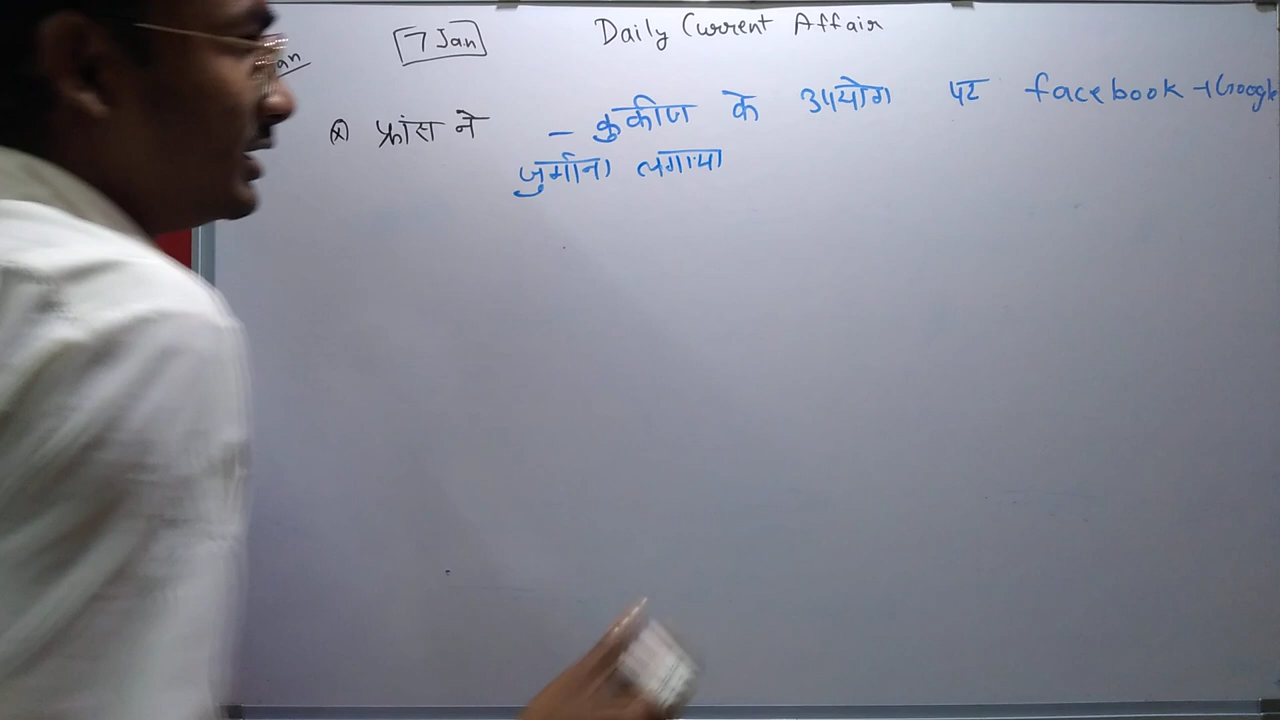 7 Jan Daily Current Affair
फ्रांस ने - कुकीज के उपयोग पर facebook + Google
जुर्माना लगाया